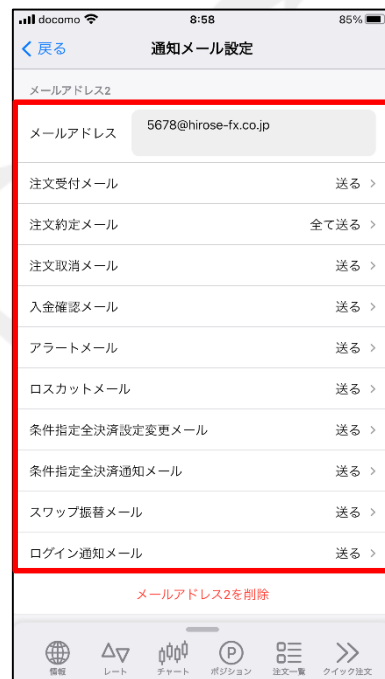 docomo 8:58 85%
戻る 通知メール設定
メールアドレス2
メールアドレス 5678@hirose-fx.co.jp
注文受付メール 送る
注文約定メール 全て送る
注文取消メール 送る
入金確認メール 送る
アラートメール 送る
ロスカットメール 送る
条件指定全決済設定変更メール 送る
条件指定全決済通知メール 送る
スワップ振替メール 送る
ログイン通知メール 送る
メールアドレス2を削除
P
情報 レート チャート ポジション 注文一覧 クイック注文